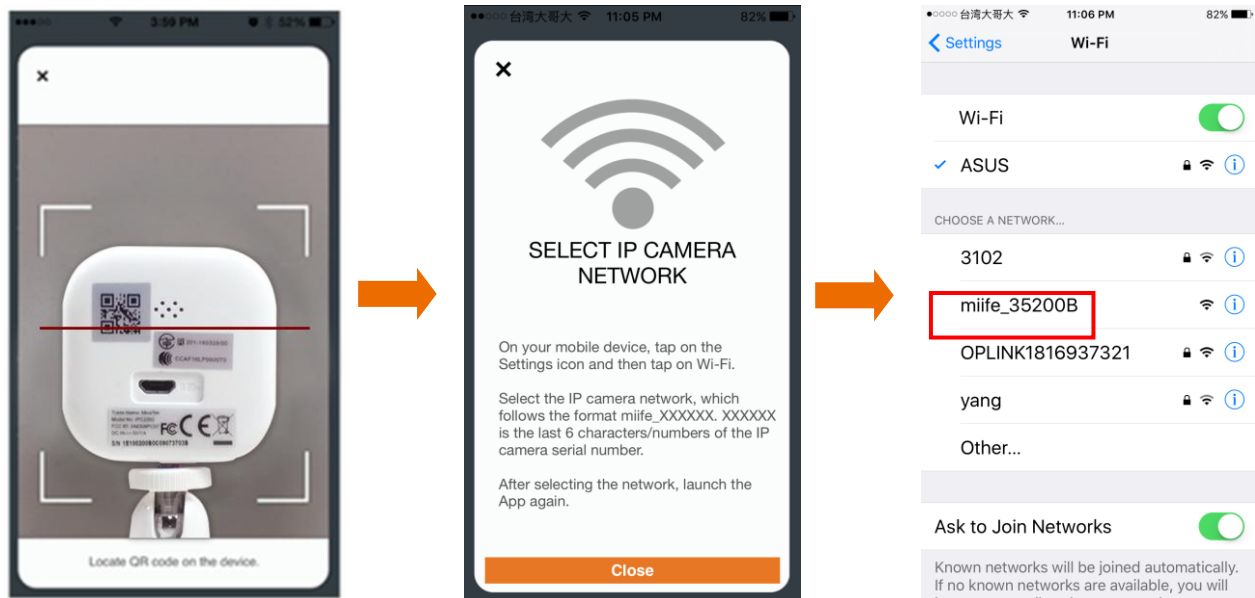 3:59 PM
52%
×
Locate QR code on the device.
台湾大哥大
11:05 PM
82%
×
SELECT IP CAMERA
NETWORK
On your mobile device, tap on the
Settings icon and then tap on Wi-Fi.
Select the IP camera network, which
follows the format miife_XXXXXX. XXXXXX
is the last 6 characters/numbers of the IP
camera serial number.
After selecting the network, launch the
App again.
Close
台湾大哥大
11:06 PM
82%
Settings
Wi-Fi
Wi-Fi
ASUS
CHOOSE A NETWORK...
3102
miife_35200B
OPLINK1816937321
yang
Other...
Ask to Join Networks
Known networks will be joined automatically.
If no known networks are available, you will